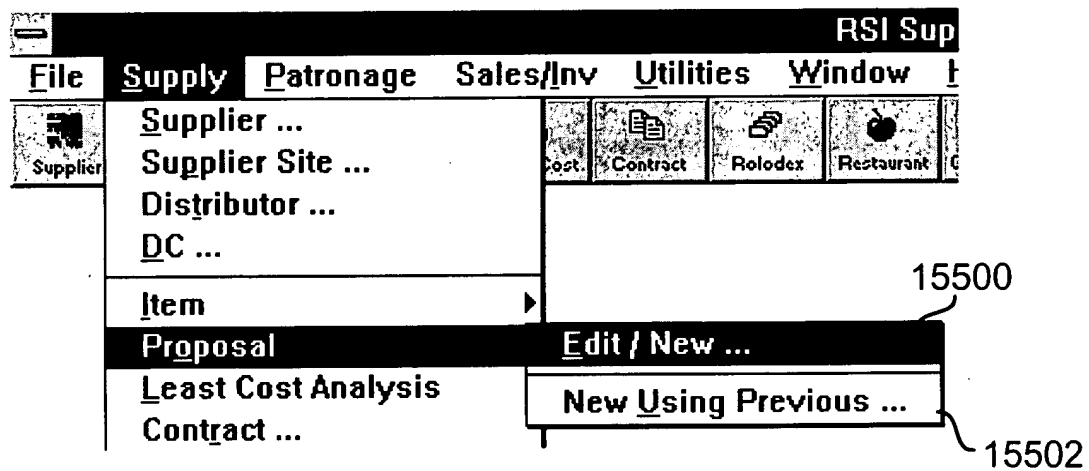 RSI Sup
File Supply Patronage Sales/Inv Utilities Window
Supplier Cost. Contract Rolodex Restaurant
Supplier ...
Supplier Site ...
Distributor ...
DC ...
Item
Proposal
Least Cost Analysis
Contract ...
15500
Edit / New ...
New Using Previous ...
15502